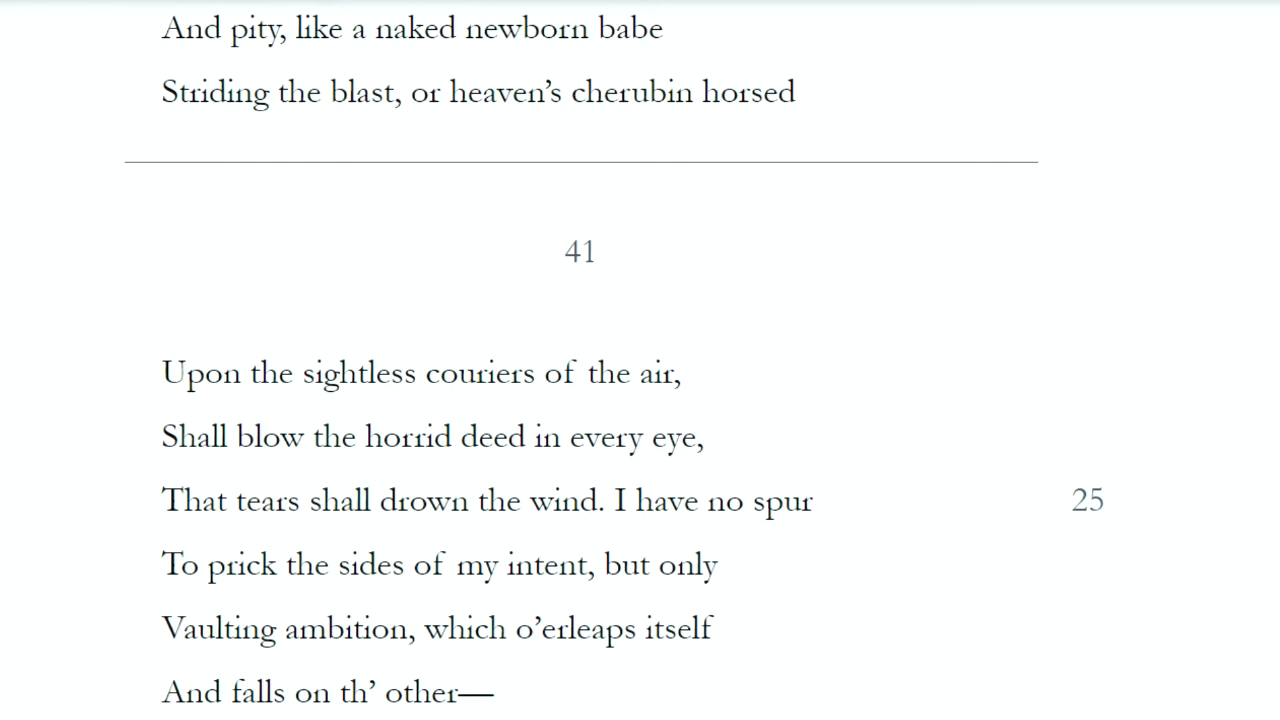 And pity, like a naked newborn babe
Striding the blast, or heaven’s cherubin horsed
41
Upon the sightless couriers of the air,
Shall blow the horrid deed in every eye,
That tears shall drown the wind. I have no spur 25
To prick the sides of my intent, but only
Vaulting ambition, which o’erleaps itself
And falls on th’ other—